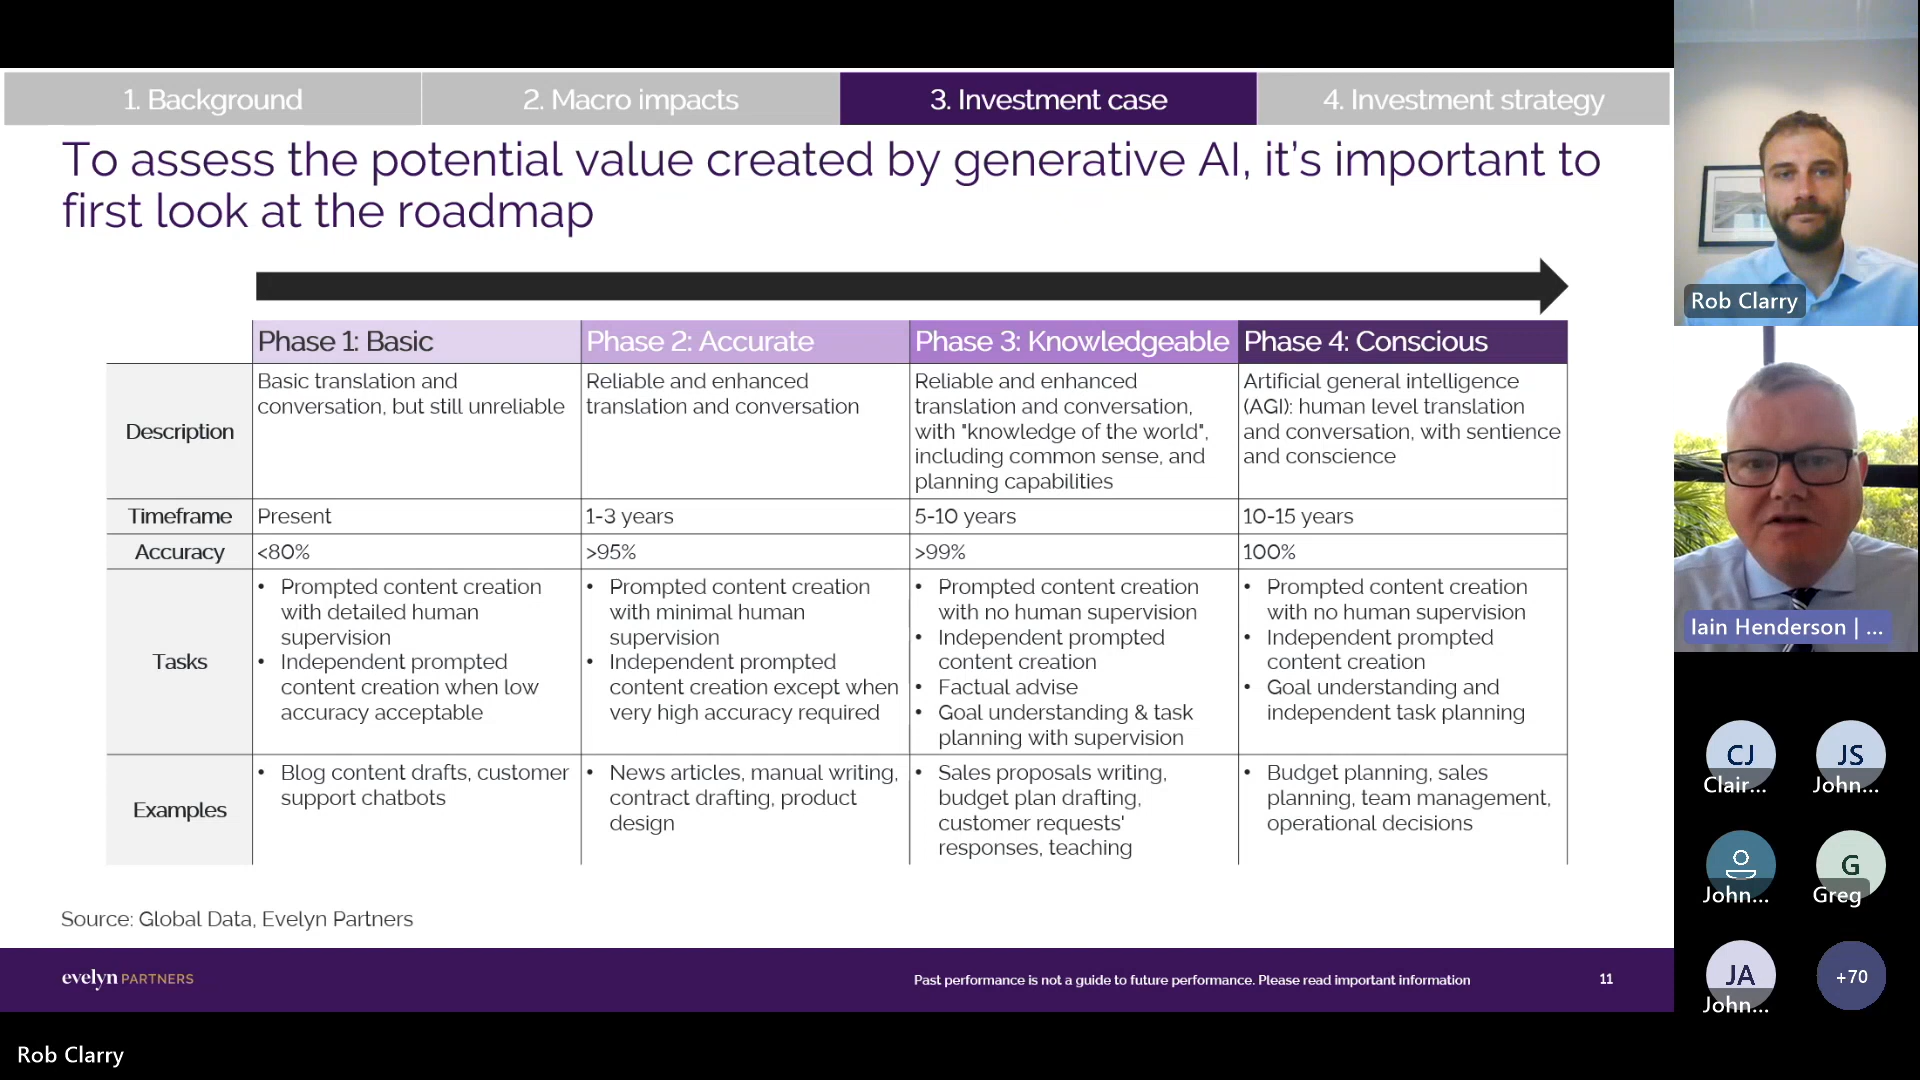 1. Background
2. Macro impacts
3. Investment case
4. Investment strategy
To assess the potential value created by generative AI, it's important to
first look at the roadmap
Phase 1: Basic
Phase 2: Accurate
Phase 3: Knowledgeable
Phase 4: Conscious
Description
Basic translation and
conversation, but still unreliable
Reliable and enhanced
translation and conversation
Reliable and enhanced
translation and conversation,
with "knowledge of the world",
including common sense, and
planning capabilities
Artificial general intelligence
(AGI): human level translation
and conversation, with sentience
and conscience
Timeframe
Present
1-3 years
5-10 years
10-15 years
Accuracy
<80%
>95%
>99%
100%
Tasks
• Prompted content creation
with detailed human
supervision
• Independent prompted
content creation when low
accuracy acceptable
• Prompted content creation
with minimal human
supervision
• Independent prompted
content creation except when
very high accuracy required
• Prompted content creation
with no human supervision
• Independent prompted
content creation
• Factual advise
• Goal understanding & task
planning with supervision
• Prompted content creation
with no human supervision
• Independent prompted
content creation
• Goal understanding and
independent task planning
Examples
• Blog content drafts, customer
support chatbots
• News articles, manual writing,
contract drafting, product
design
• Sales proposals writing,
budget plan drafting,
customer requests'
responses, teaching
• Budget planning, sales
planning, team management,
operational decisions
Source: Global Data, Evelyn Partners
evelyn PARTNERS
Past performance is not a guide to future performance. Please read important information
11
Rob Clarry
Rob Clarry
Iain Henderson | ...
CJ
Clair...
JS
John...
John...
G
Greg
JA
John...
+70